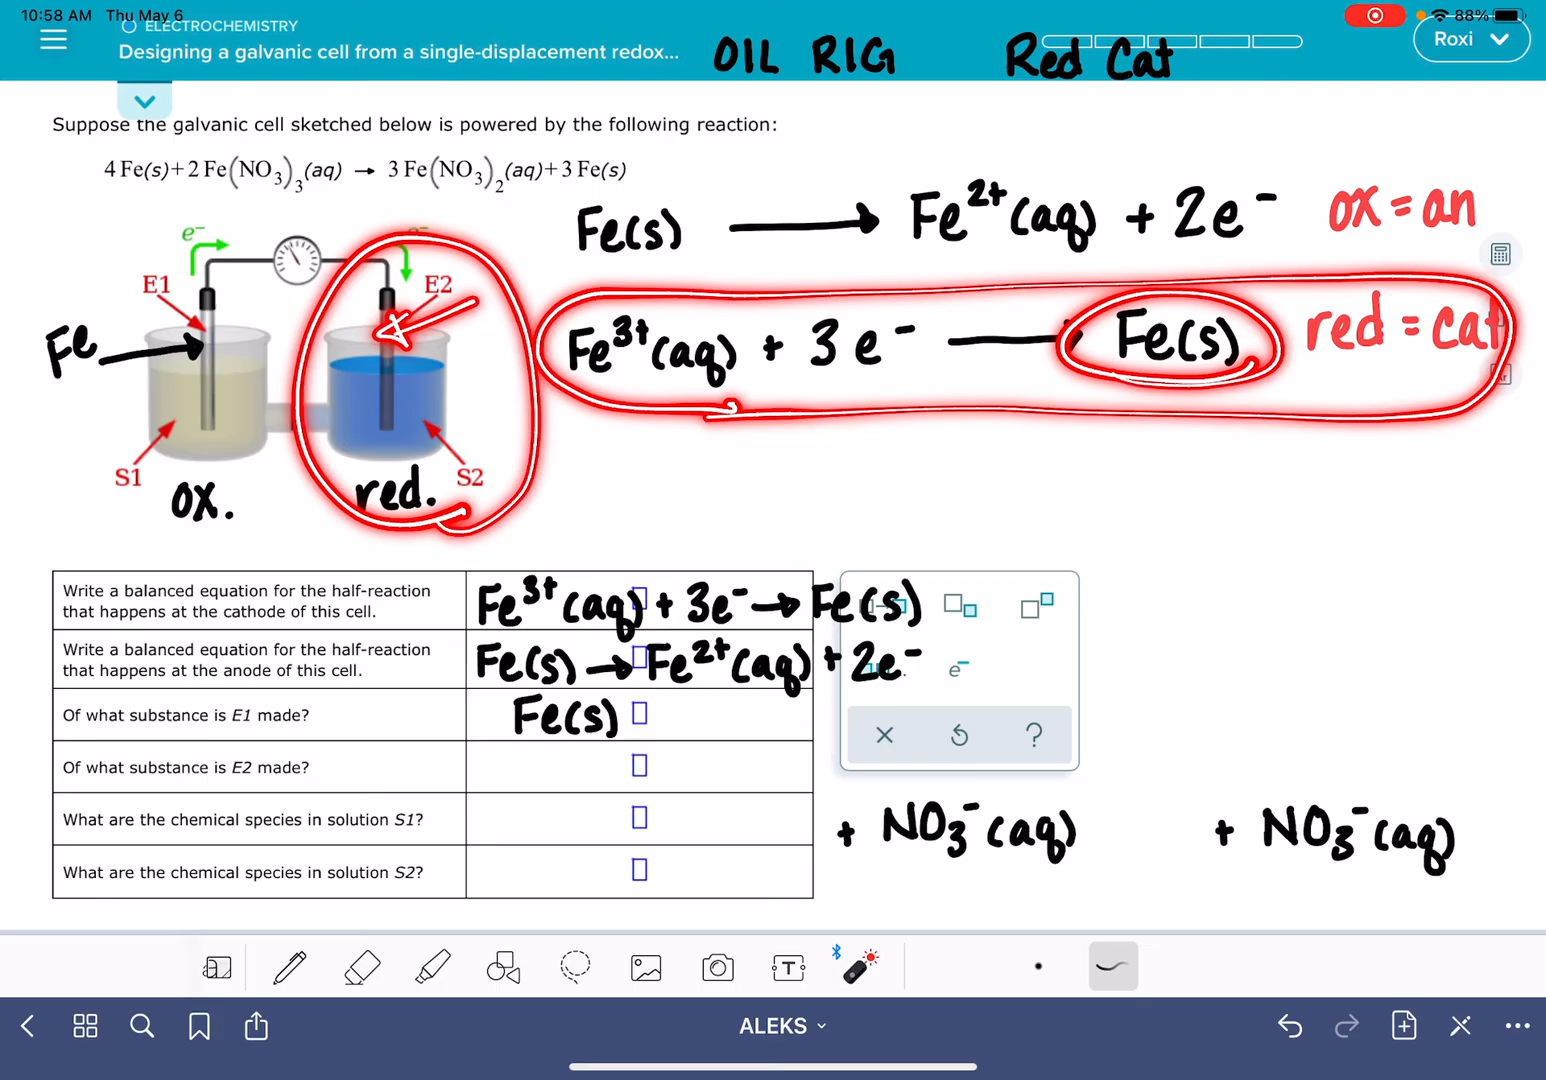 10:58 AM Thu May 6
88%
ELECTROCHEMISTRY
Designing a galvanic cell from a single-displacement redox...
OIL RIG Red Cat
Roxi
Suppose the galvanic cell sketched below is powered by the following reaction:
4 Fe(s)+2 Fe(NO3)3(aq) → 3 Fe(NO3)2(aq)+3 Fe(s)
Fe(s) ⟶ Fe²⁺(aq) + 2e⁻ ox = an
e⁻ e⁻
E1 E2
Fe
Fe³⁺(aq) + 3e⁻ ⟶ Fe(s) red = cat
S1 S2
ox. red.
Write a balanced equation for the half-reaction
that happens at the cathode of this cell.
Fe³⁺(aq) + 3e⁻ → Fe(s)
Write a balanced equation for the half-reaction
that happens at the anode of this cell.
Fe(s) → Fe²⁺(aq) + 2e⁻
e⁻
Of what substance is E1 made? Fe(s)
?
Of what substance is E2 made?
What are the chemical species in solution S1?
+ NO₃⁻(aq) + NO₃⁻(aq)
What are the chemical species in solution S2?
a
T
ALEKS